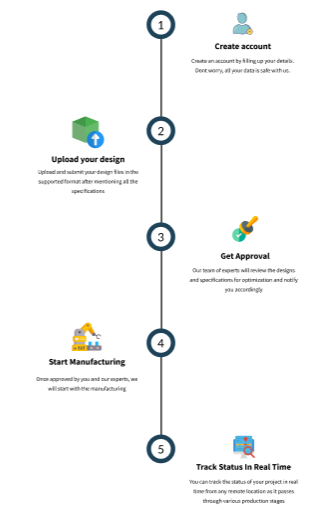 1
Create account
Create an account by filling up your details.
Dont worry, all your data is safe with us.
2
Upload your design
Upload and submit your design files in the
supported format after mentioning all the
specifications
3
Get Approval
Our team of experts will review the designs
and specifications for optimization and notify
you accordingly
4
Start Manufacturing
Once approved by you and our experts, we
will start with the manufacturing
5
Track Status In Real Time
You can track the status of your project in real
time from any remote location as it passes
through various production stages